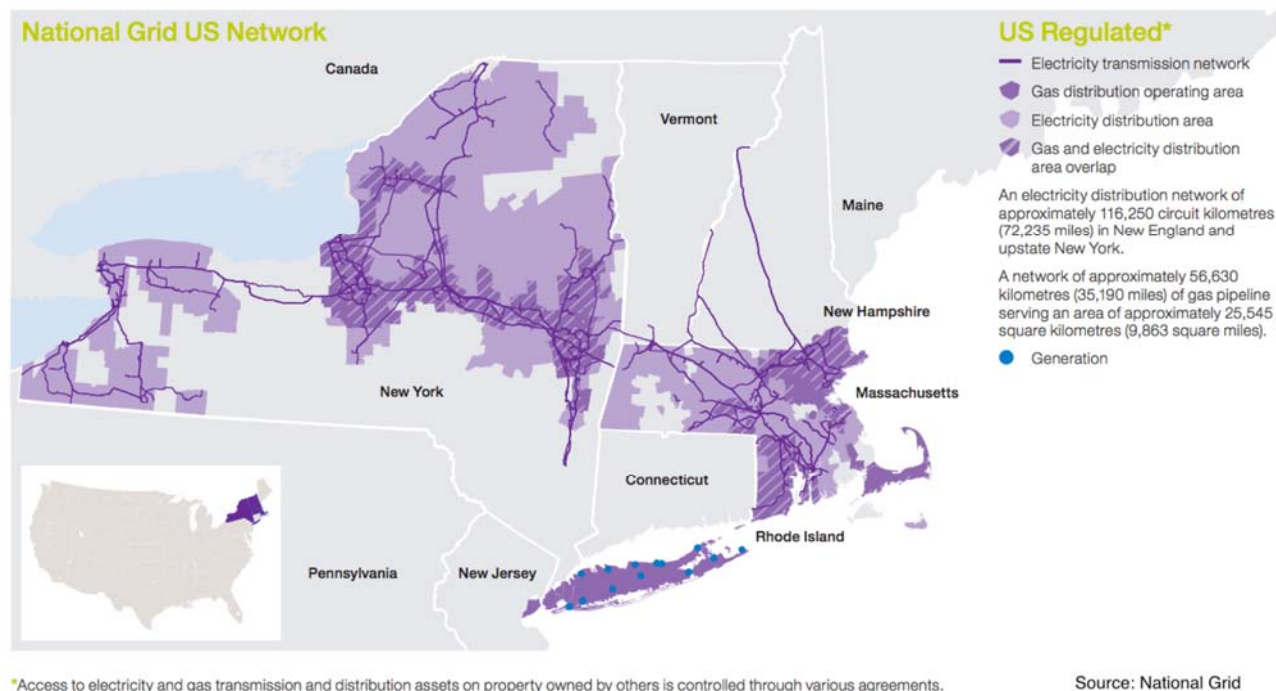 National Grid US Network
US Regulated*
Electricity transmission network
Gas distribution operating area
Electricity distribution area
Gas and electricity distribution
area overlap
An electricity distribution network of
approximately 116,250 circuit kilometres
(72,235 miles) in New England and
upstate New York.
A network of approximately 56,630
kilometres (35,190 miles) of gas pipeline
serving an area of approximately 25,545
square kilometres (9,863 square miles).
Generation
Canada
Vermont
Maine
New Hampshire
New York
Massachusetts
Connecticut
Rhode Island
Pennsylvania
New Jersey
*Access to electricity and gas transmission and distribution assets on property owned by others is controlled through various agreements.
Source: National Grid